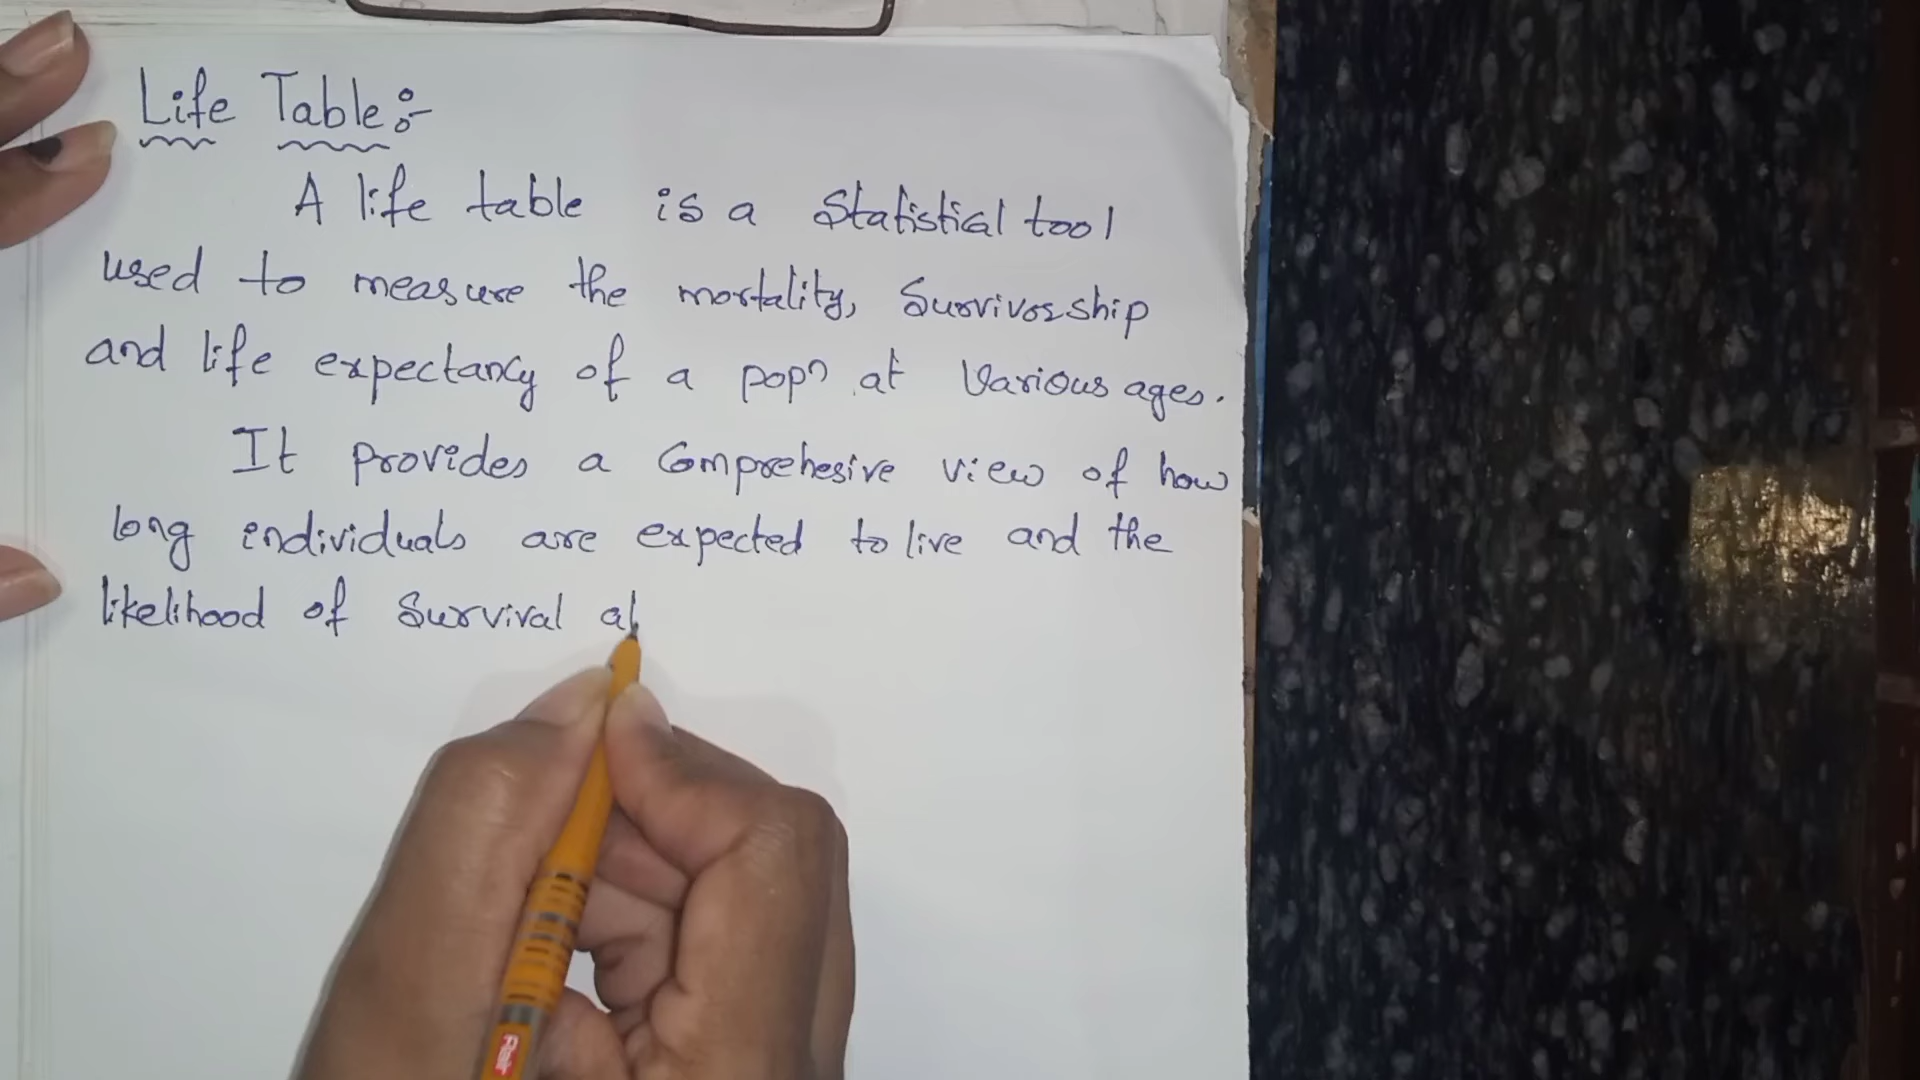 Life Table:-
A life table is a Statistical tool
used to measure the mortality, Survivorship
and life expectancy of a popn at Various ages.
It provides a Comprehesive view of how
long individuals are expected to live and the
likelihood of Survival at